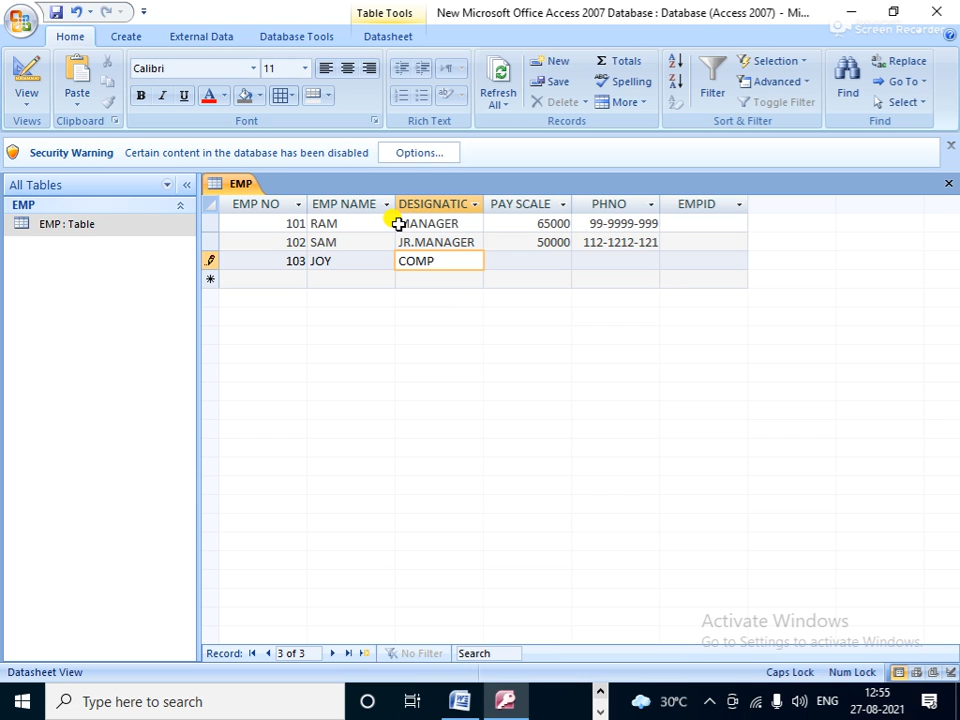 Table Tools
New Microsoft Office Access 2007 Database : Database (Access 2007) - Mi...
Home
Create
External Data
Database Tools
Datasheet
Screen Recorder
View
Views
Paste
Clipboard
Calibri
11
B I U A
Font
Rich Text
Refresh
All
New
Save
Delete
Σ Totals
Spelling
More
Records
Filter
Selection
Advanced
Toggle Filter
Sort & Filter
Find
Replace
Go To
Select
Find
Security Warning
Certain content in the database has been disabled
Options...
All Tables
EMP
EMP : Table
EMP
EMP NO EMP NAME DESIGNATIC PAY SCALE PHNO EMPID
101 RAM MANAGER 65000 99-9999-999
102 SAM JR.MANAGER 50000 112-1212-121
103 JOY COMP
Activate Windows
Go to Settings to activate Windows.
Record: 3 of 3 No Filter Search
Datasheet View
Caps Lock
Num Lock
Type here to search
30°C
ENG
12:55
27-08-2021